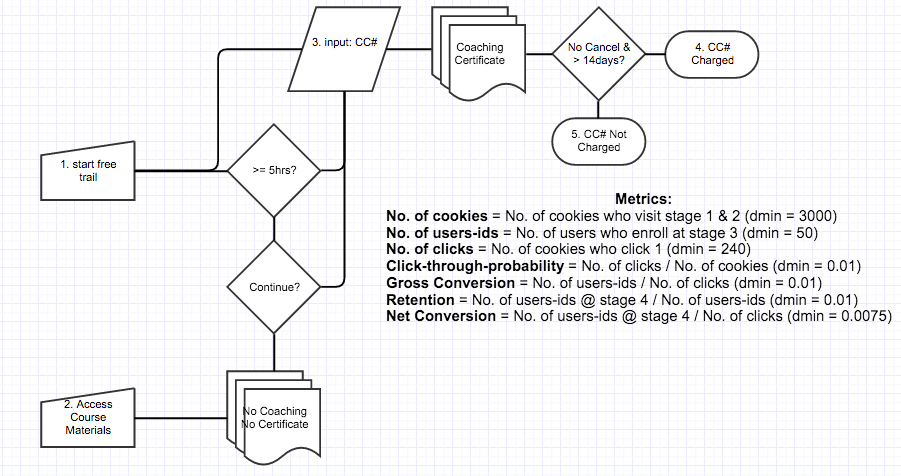 3. input: CC#
Coaching
Certificate
No Cancel &
> 14days?
4. CC#
Charged
5. CC# Not
Charged
1. start free
trail
>= 5hrs?
Continue?
2. Access
Course
Materials
No Coaching
No Certificate
Metrics:
No. of cookies = No. of cookies who visit stage 1 & 2 (dmin = 3000)
No. of users-ids = No. of users who enroll at stage 3 (dmin = 50)
No. of clicks = No. of cookies who click 1 (dmin = 240)
Click-through-probability = No. of clicks / No. of cookies (dmin = 0.01)
Gross Conversion = No. of users-ids / No. of clicks (dmin = 0.01)
Retention = No. of users-ids @ stage 4 / No. of users-ids (dmin = 0.01)
Net Conversion = No. of users-ids @ stage 4 / No. of clicks (dmin = 0.0075)